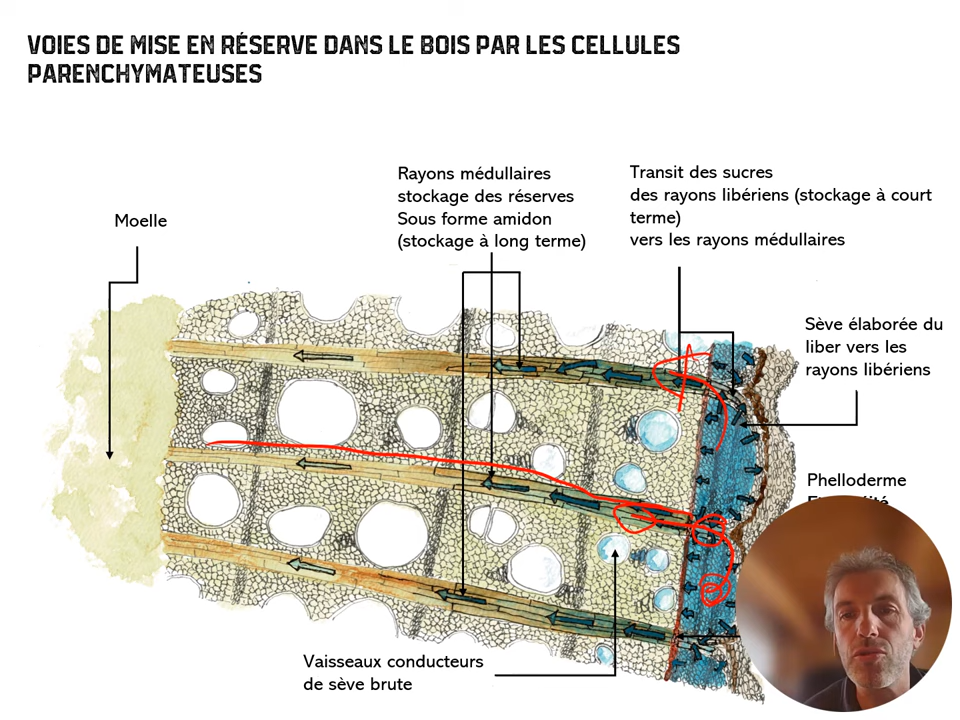 VOIES DE MISE EN RÉSERVE DANS LE BOIS PAR LES CELLULES
PARENCHYMATEUSES
Moelle
Rayons médullaires
stockage des réserves
Sous forme amidon
(stockage à long terme)
Transit des sucres
des rayons libériens (stockage à court
terme)
vers les rayons médullaires
Sève élaborée du
liber vers les
rayons libériens
Phelloderme
Vaisseaux conducteurs
de sève brute